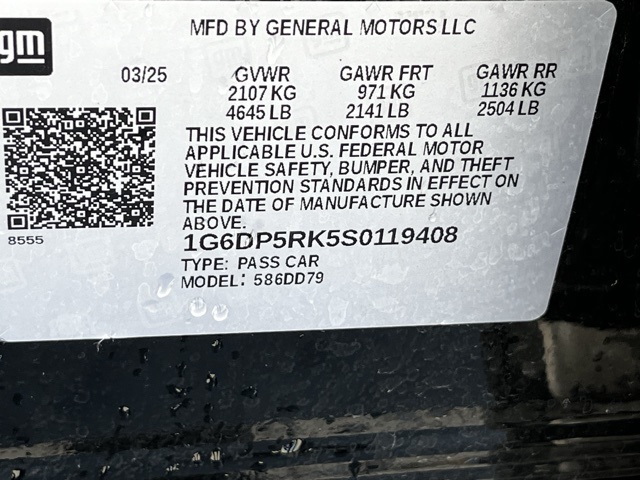 gm
MFD BY GENERAL MOTORS LLC
03/25 GVWR GAWR FRT GAWR RR
2107 KG 971 KG 1136 KG
4645 LB 2141 LB 2504 LB
THIS VEHICLE CONFORMS TO ALL
APPLICABLE U.S. FEDERAL MOTOR
VEHICLE SAFETY, BUMPER, AND THEFT
PREVENTION STANDARDS IN EFFECT ON
THE DATE OF MANUFACTURE SHOWN
ABOVE.
8555
1G6DP5RK5S0119408
TYPE: PASS CAR
MODEL: 586DD79